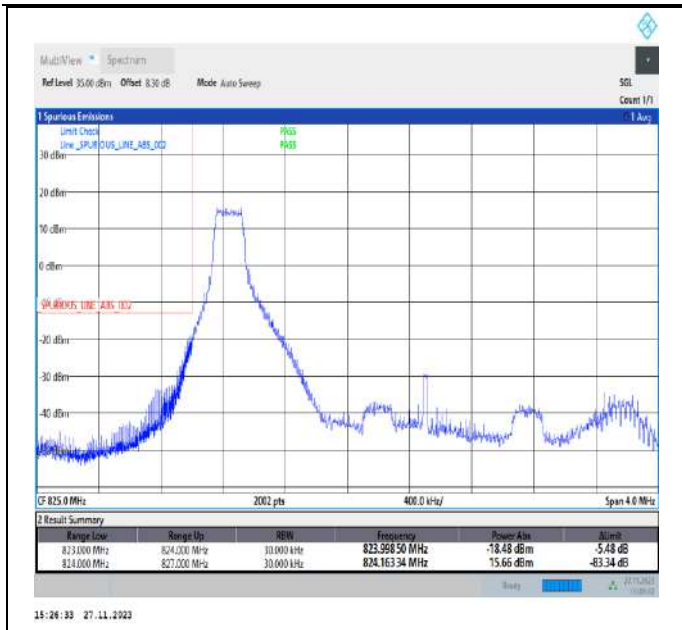 MultiView Spectrum
Ref Level 35.00 dBm Offset 8.30 dB Mode Auto Sweep SGL
Count 1/1
1 Spurious Emissions 1 Avg
Limit Check PASS
Line _SPURIOUS_LINE_ABS_002 PASS
30 dBm
20 dBm
10 dBm
0 dBm
SPURIOUS_LINE_ABS_002
-20 dBm
-30 dBm
-40 dBm
CF 825.0 MHz 2002 pts 400.0 kHz/ Span 4.0 MHz
2 Result Summary
Range Low Range Up RBW Frequency Power Abs ΔLimit
823.000 MHz 824.000 MHz 30.000 kHz 823.998 50 MHz -18.48 dBm -5.48 dB
824.000 MHz 827.000 MHz 30.000 kHz 824.163 34 MHz 15.66 dBm -83.34 dB
Ready 27.11.2023
15:26:33 27.11.2023